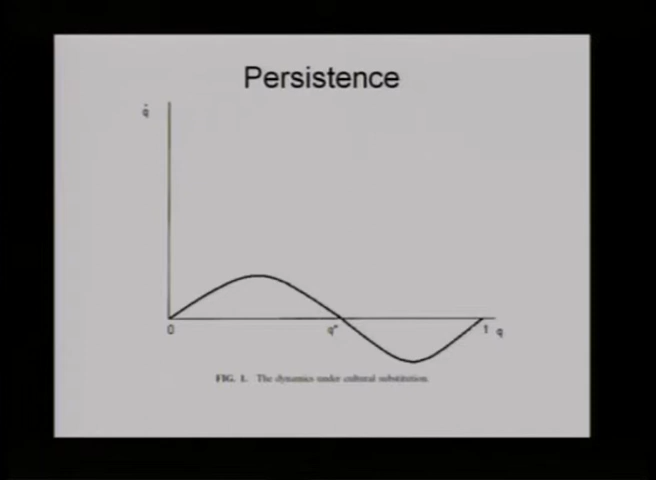 Persistence
q̇
0 q* 1 q
FIG. 1. The dynamics under cultural substitution.